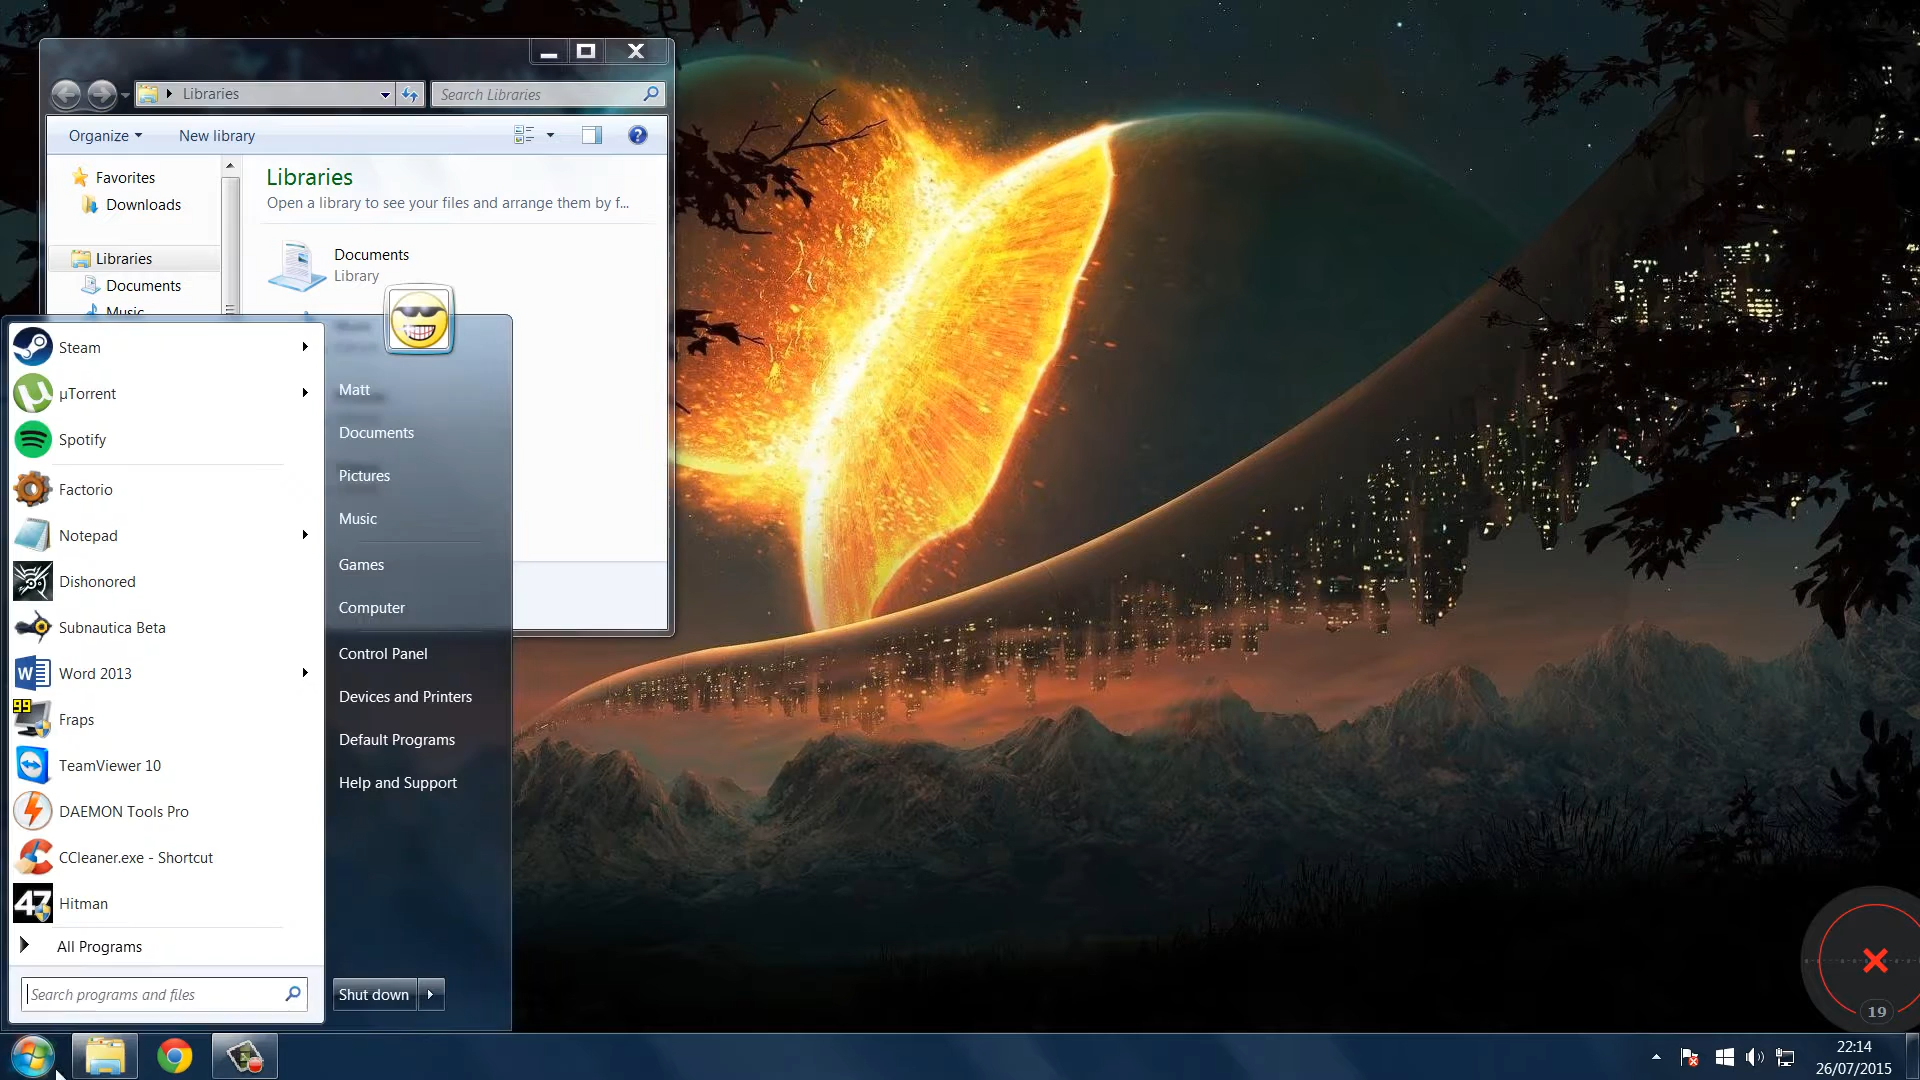 Libraries
Search Libraries
Organize
New library
Favorites
Downloads
Libraries
Documents
Music
Libraries
Open a library to see your files and arrange them by f...
Documents
Library
Steam
µTorrent
Spotify
Factorio
Notepad
Dishonored
Subnautica Beta
Word 2013
99
Fraps
TeamViewer 10
DAEMON Tools Pro
CCleaner.exe - Shortcut
47
Hitman
All Programs
Search programs and files
Matt
Documents
Pictures
Music
Games
Computer
Control Panel
Devices and Printers
Default Programs
Help and Support
Shut down
19
22:14
26/07/2015